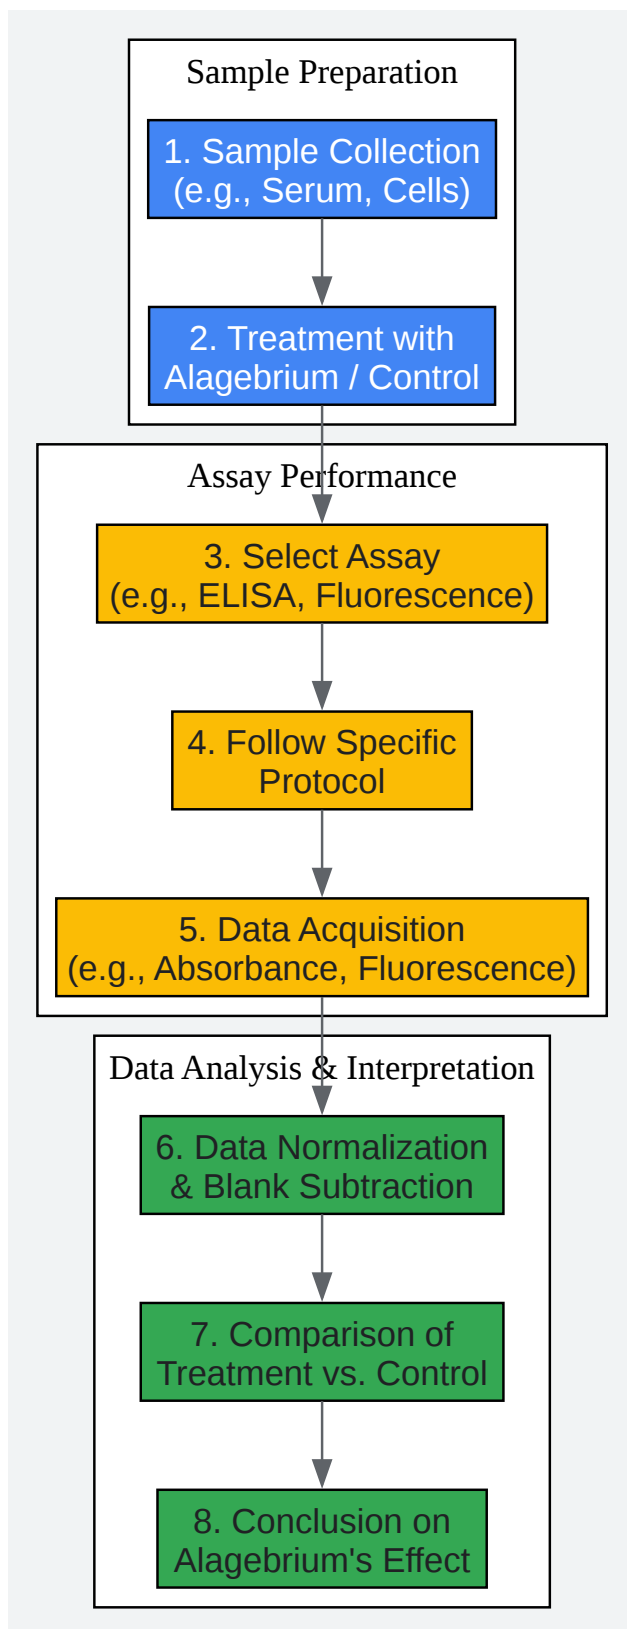 Sample Preparation
1. Sample Collection
(e.g., Serum, Cells)
2. Treatment with
Alagebrium / Control
Assay Performance
3. Select Assay
(e.g., ELISA, Fluorescence)
4. Follow Specific
Protocol
5. Data Acquisition
(e.g., Absorbance, Fluorescence)
Data Analysis & Interpretation
6. Data Normalization
& Blank Subtraction
7. Comparison of
Treatment vs. Control
8. Conclusion on
Alagebrium's Effect